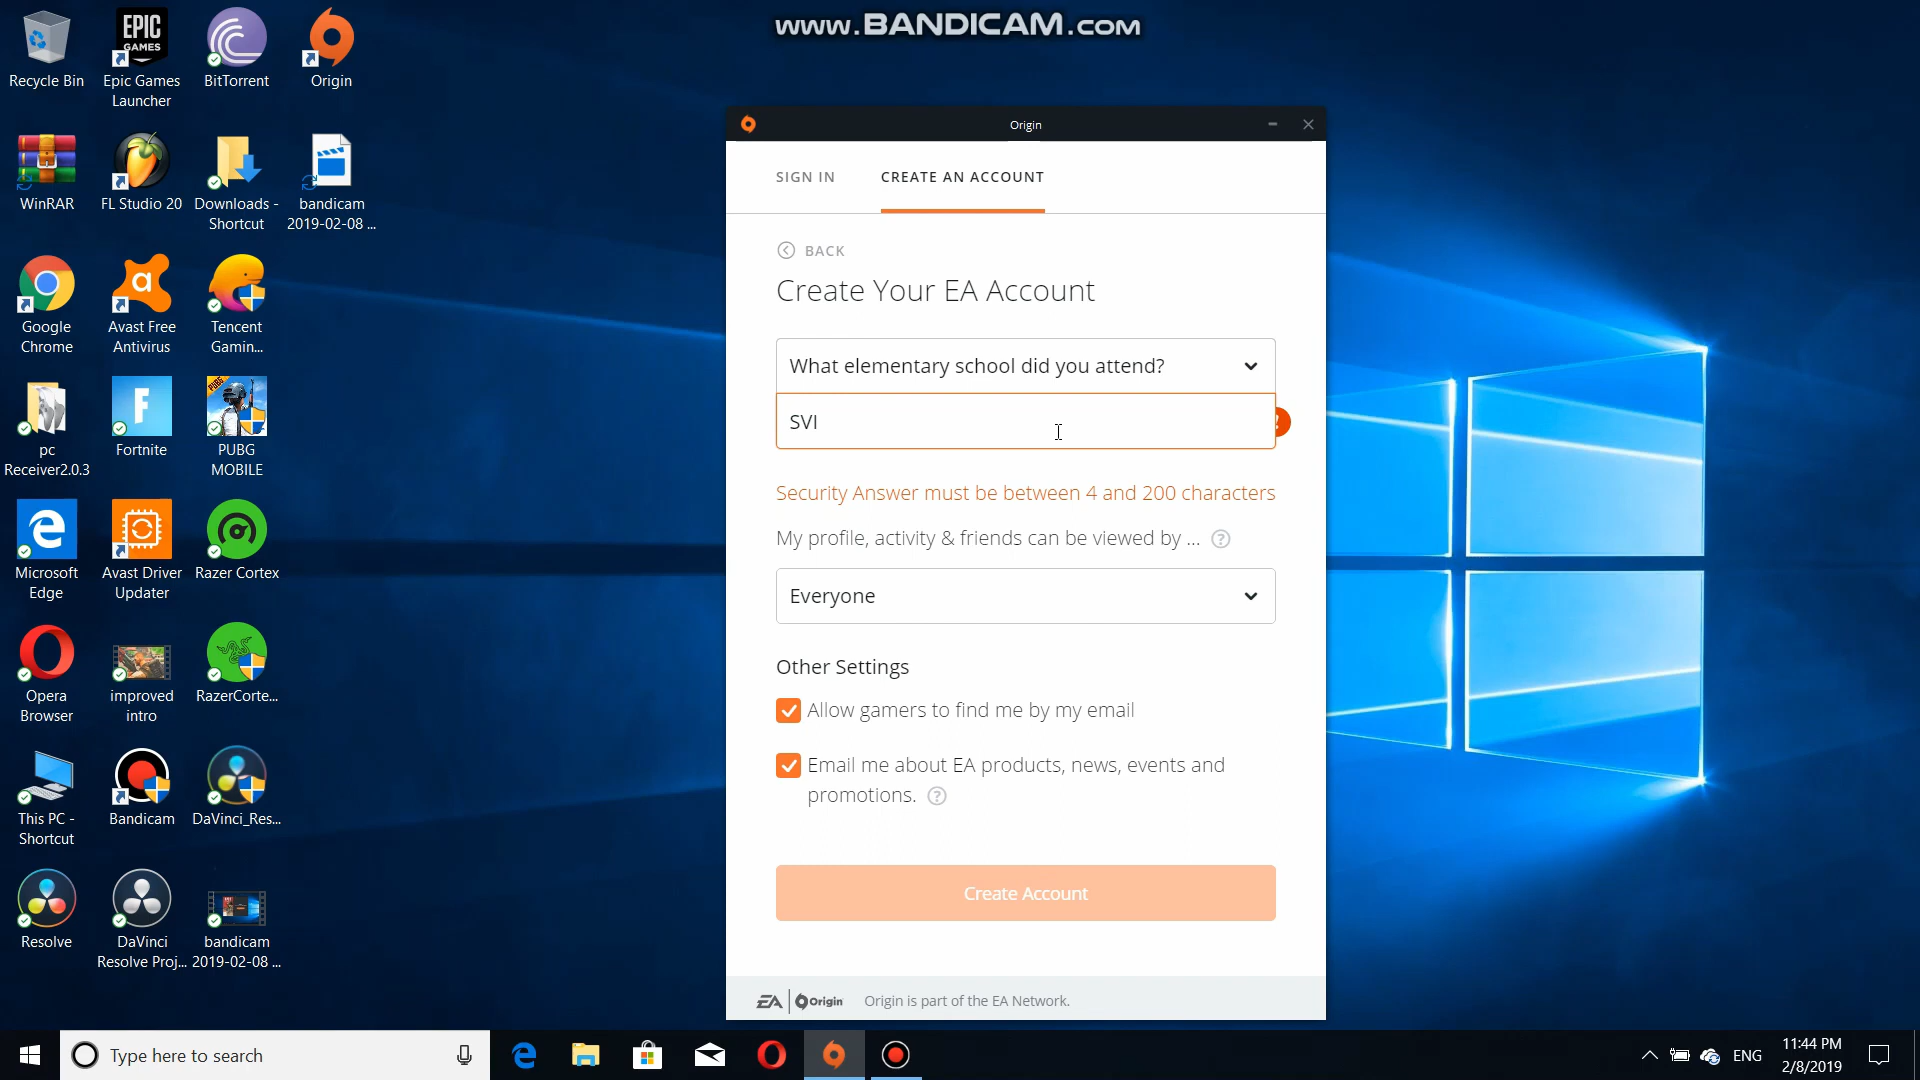 www.BANDICAM.com
Recycle Bin
EPIC
GAMES
Epic Games
Launcher
BitTorrent
Origin
WinRAR
FL Studio 20
Downloads -
Shortcut
bandicam
2019-02-08 ...
Google
Chrome
Avast Free
Antivirus
Tencent
Gamin...
pc
Receiver2.0.3
Fortnite
PUBG
PUBG
MOBILE
Microsoft
Edge
Avast Driver
Updater
Razer Cortex
Opera
Browser
improved
intro
RazerCorte...
This PC -
Shortcut
Bandicam
DaVinci_Res...
Resolve
DaVinci
Resolve Proj...
bandicam
2019-02-08 ...
Origin
SIGN IN
CREATE AN ACCOUNT
BACK
Create Your EA Account
What elementary school did you attend?
SVI
Security Answer must be between 4 and 200 characters
My profile, activity & friends can be viewed by ...
Everyone
Other Settings
Allow gamers to find me by my email
Email me about EA products, news, events and
promotions.
Create Account
EA Origin Origin is part of the EA Network.
Type here to search
ENG
11:44 PM
2/8/2019